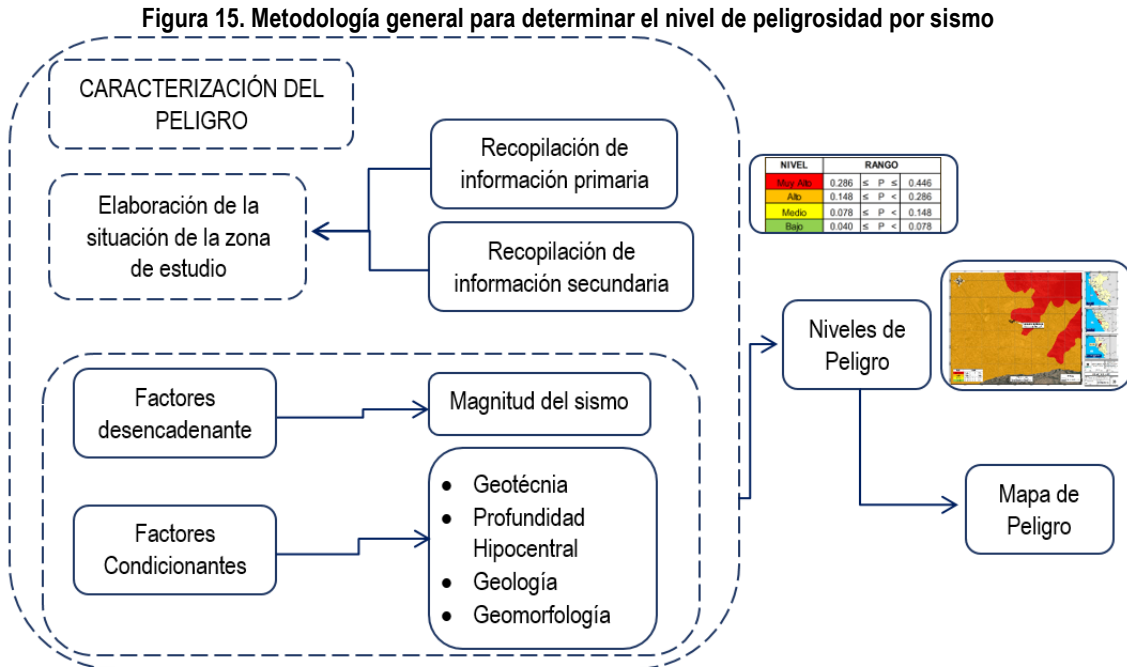 Figura 15. Metodología general para determinar el nivel de peligrosidad por sismo
CARACTERIZACIÓN DEL
PELIGRO
Recopilación de
información primaria
Elaboración de la
situación de la zona
de estudio
Recopilación de
información secundaria
NIVEL RANGO
Muy Alto 0.286 ≤ P ≤ 0.446
Alto 0.148 ≤ P < 0.286
Medio 0.078 ≤ P < 0.148
Bajo 0.040 ≤ P < 0.078
Niveles de
Peligro
Factores
desencadenante
Magnitud del sismo
Factores
Condicionantes
• Geotécnia
• Profundidad
Hipocentral
• Geología
• Geomorfología
Mapa de
Peligro